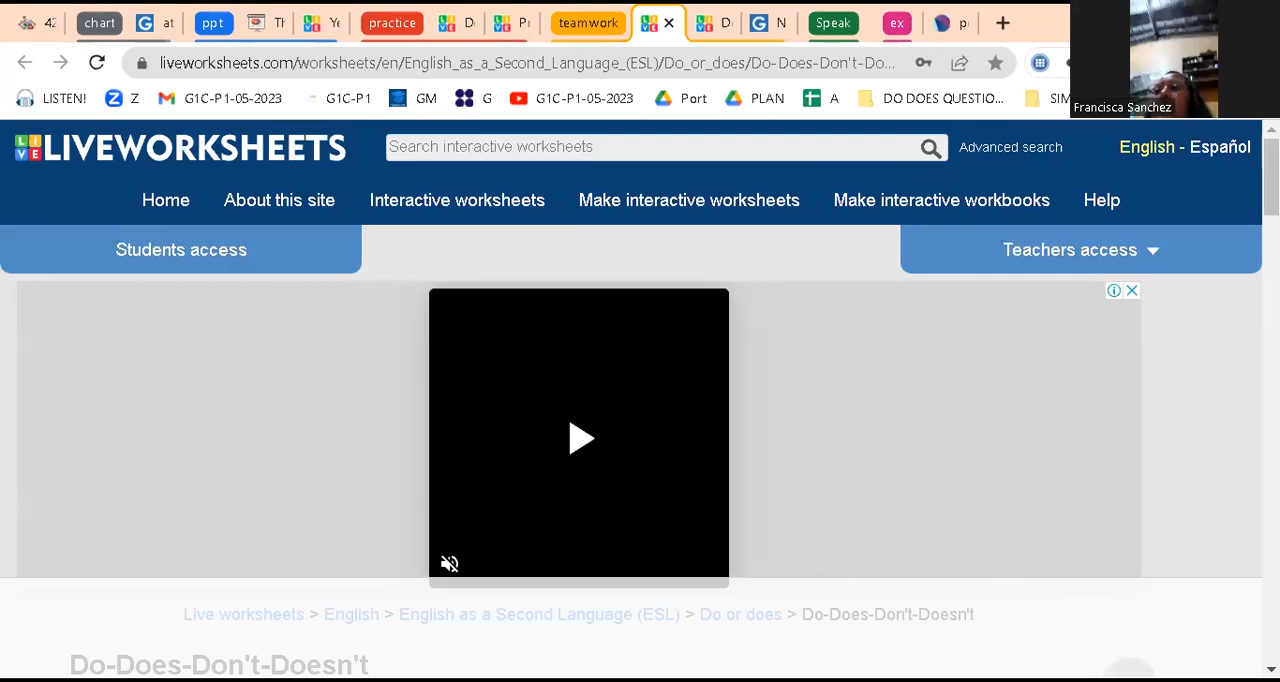 42 chart at ppt Th Ye practice D Pr teamwork D N Speak ex p
liveworksheets.com/worksheets/en/English_as_a_Second_Language_(ESL)/Do_or_does/Do-Does-Don't-Do...
LISTEN! Z G1C-P1-05-2023 G1C-P1 GM G G1C-P1-05-2023 Port PLAN A DO DOES QUESTIO... SIM
Francisca Sanchez
LIVEWORKSHEETS Search interactive worksheets Advanced search English - Español
Home About this site Interactive worksheets Make interactive worksheets Make interactive workbooks Help
Students access Teachers access
Live worksheets > English > English as a Second Language (ESL) > Do or does > Do-Does-Don't-Doesn't
Do-Does-Don't-Doesn't